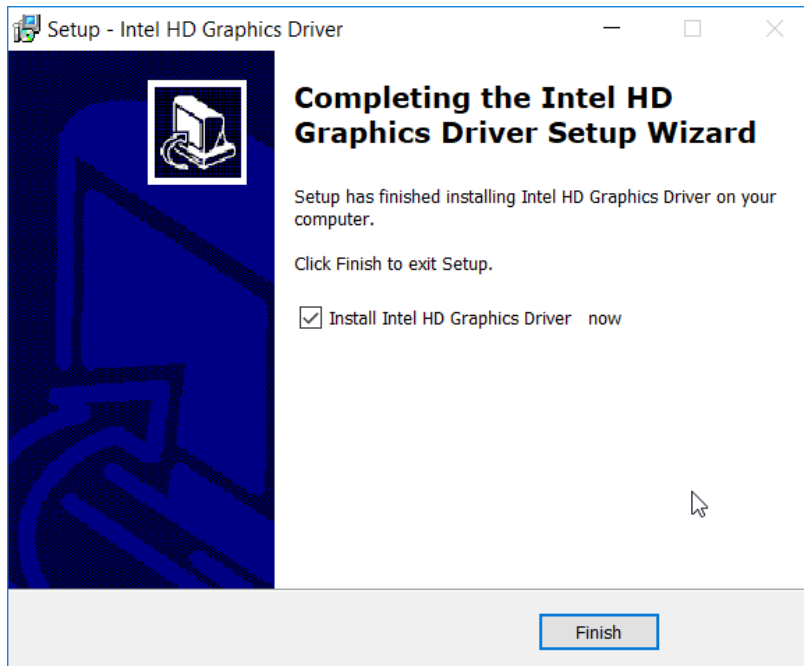 Setup - Intel HD Graphics Driver
Completing the Intel HD
Graphics Driver Setup Wizard
Setup has finished installing Intel HD Graphics Driver on your
computer.
Click Finish to exit Setup.
Install Intel HD Graphics Driver now
Finish